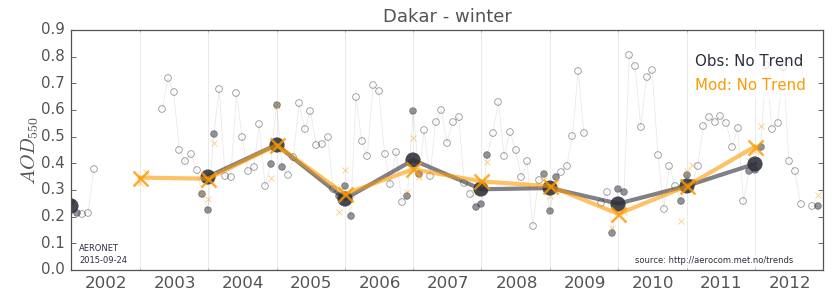 Dakar - winter
0.9
0.8
0.7
0.6
0.5
0.4
0.3
0.2
0.1
0.0
AOD550
Obs: No Trend
Mod: No Trend
AERONET
2015-09-24
source: http://aerocom.met.no/trends
2002 2003 2004 2005 2006 2007 2008 2009 2010 2011 2012